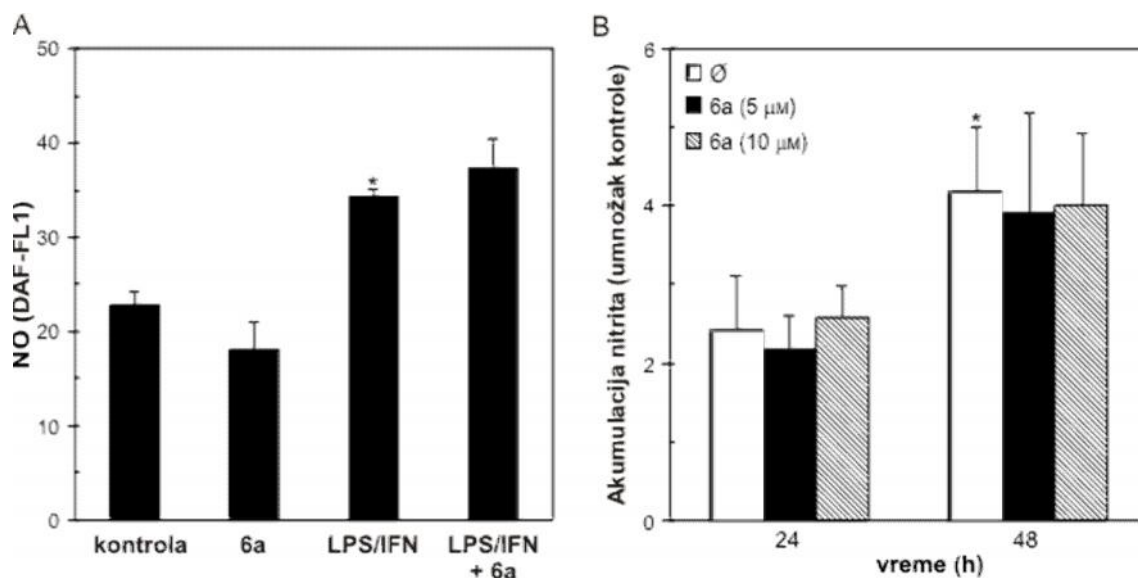 A
50
40
30
20
10
0
NO (DAF-FL1)
*
kontrola
6a
LPS/IFN
LPS/IFN
+ 6a
B
6
4
2
0
Akumulacija nitrita (umnožak kontrole)
Ø
6a (5 μM)
6a (10 μM)
*
24
48
vreme (h)